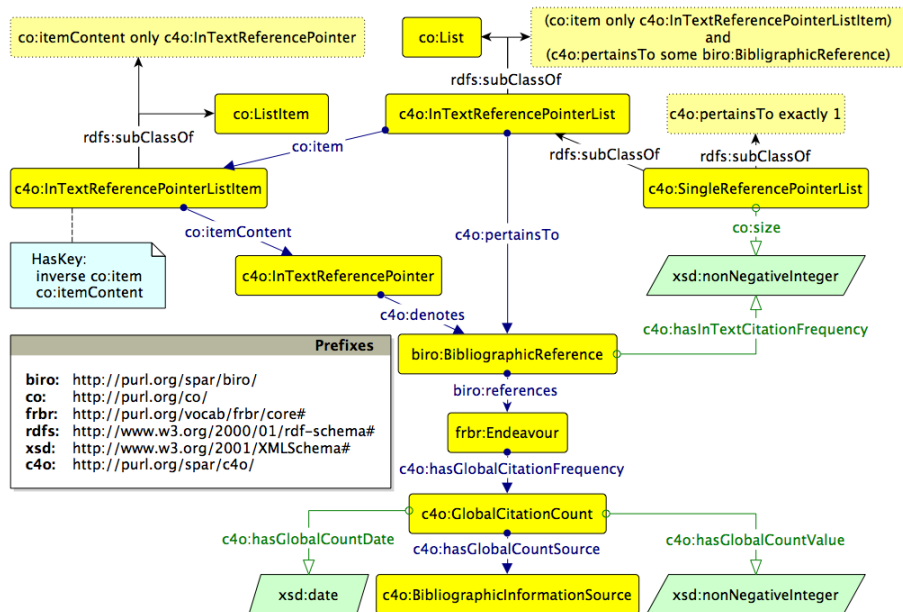 co:itemContent only c4o:InTextReferencePointer
co:List
(co:item only c4o:InTextReferencePointerListItem)
and
(c4o:pertainsTo some biro:BibligraphicReference)
rdfs:subClassOf
co:ListItem
rdfs:subClassOf
c4o:InTextReferencePointerList
c4o:pertainsTo exactly 1
co:item
rdfs:subClassOf
rdfs:subClassOf
c4o:InTextReferencePointerListItem
c4o:SingleReferencePointerList
co:itemContent
c4o:pertainsTo
co:size
HasKey:
inverse co:item
co:itemContent
c4o:InTextReferencePointer
xsd:nonNegativeInteger
c4o:denotes
c4o:hasInTextCitationFrequency
biro:BibliographicReference
Prefixes
biro: http://purl.org/spar/biro/
co: http://purl.org/co/
frbr: http://purl.org/vocab/frbr/core#
rdfs: http://www.w3.org/2000/01/rdf-schema#
xsd: http://www.w3.org/2001/XMLSchema#
c4o: http://purl.org/spar/c4o/
biro:references
frbr:Endeavour
c4o:hasGlobalCitationFrequency
c4o:GlobalCitationCount
c4o:hasGlobalCountDate
c4o:hasGlobalCountSource
c4o:hasGlobalCountValue
xsd:date
c4o:BibliographicInformationSource
xsd:nonNegativeInteger